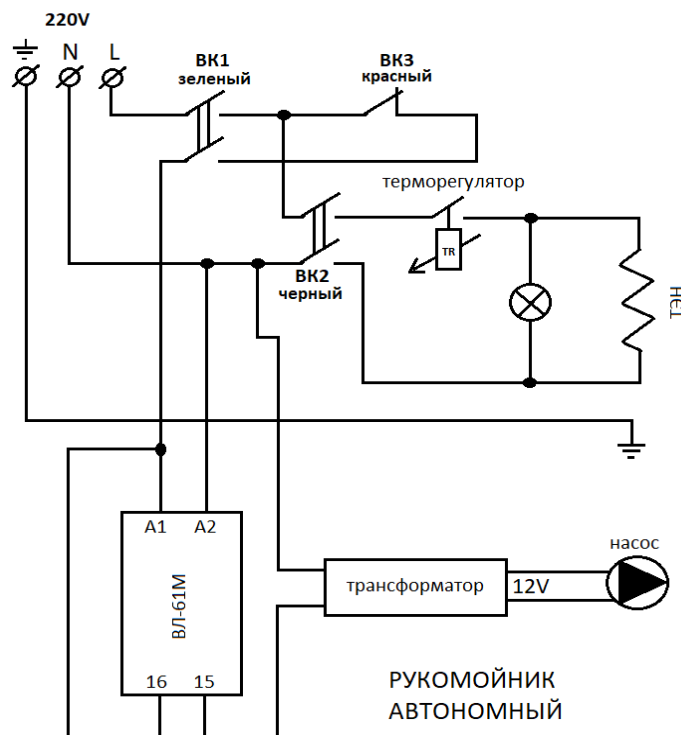 220V
N
L
ВК1
зеленый
ВК3
красный
терморегулятор
TR
ВК2
черный
ТЭН
A1
A2
ВЛ-61М
16
15
трансформатор
12V
насос
РУКОМОЙНИК
АВТОНОМНЫЙ